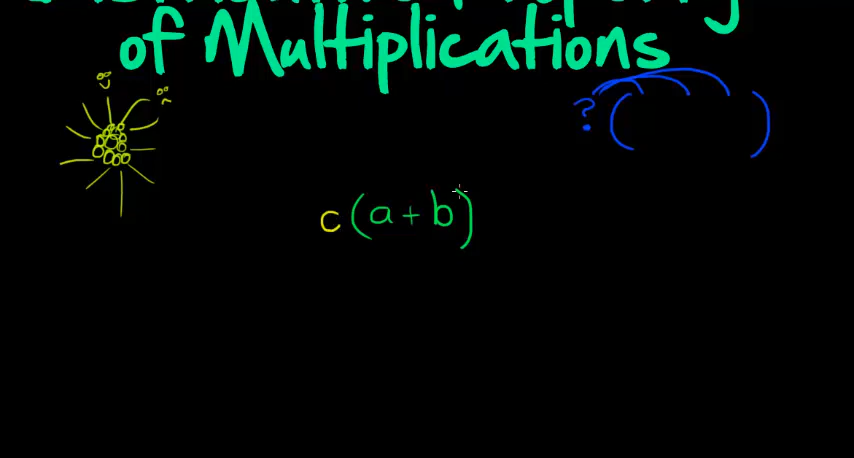 of Multiplications
? ( )
c (a + b)